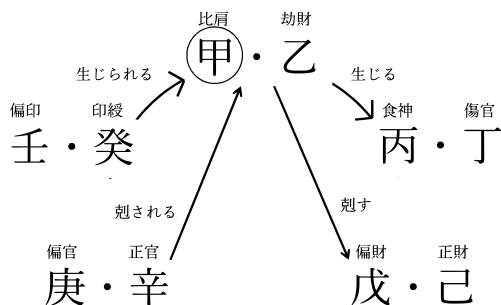 比肩 劫財
甲・乙
生じられる
生じる
偏印 印綬
壬・癸
食神 傷官
丙・丁
剋される
剋す
偏官 正官
庚・辛
偏財 正財
戊・己